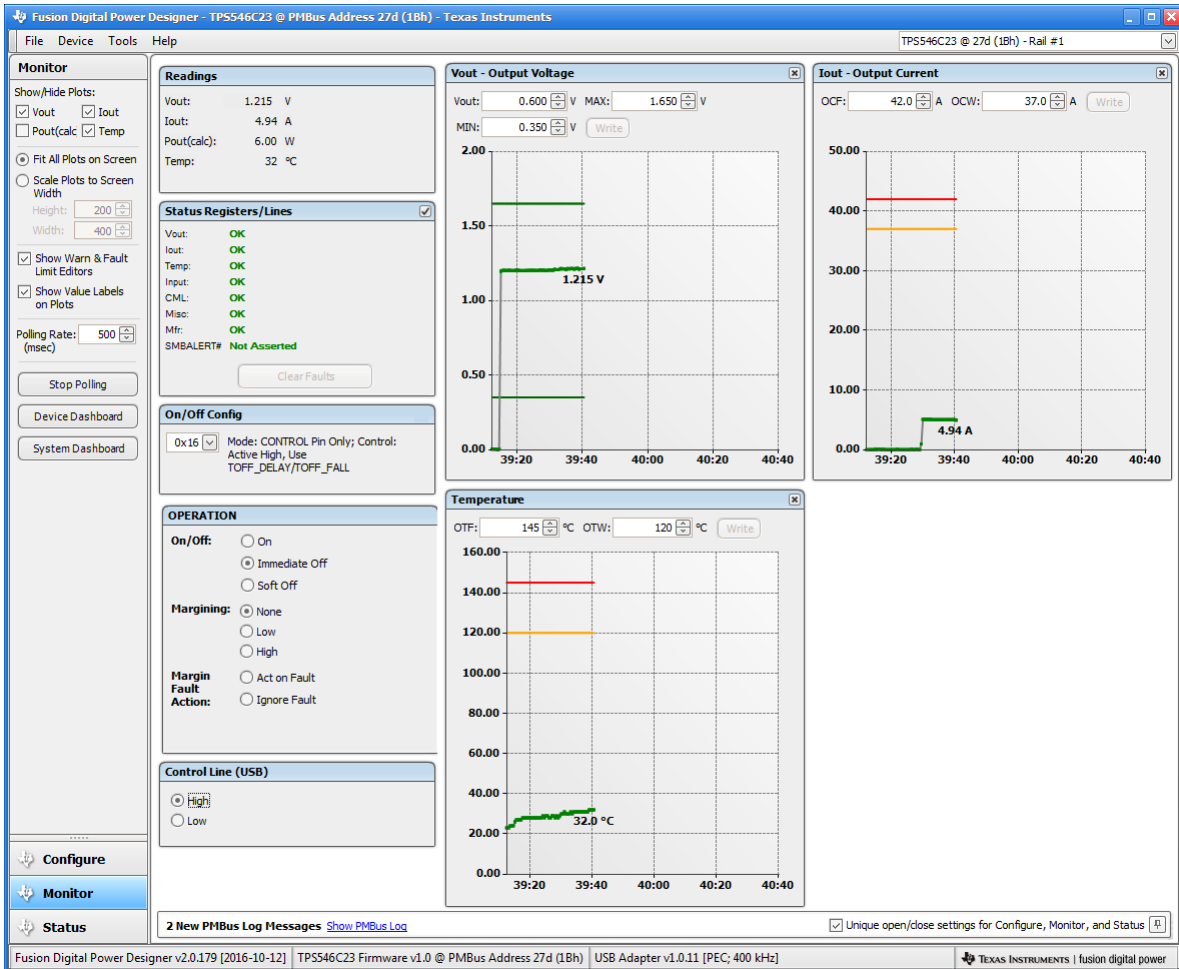 Fusion Digital Power Designer - TPS546C23 @ PMBus Address 27d (1Bh) - Texas Instruments
File Device Tools Help
TPS546C23 @ 27d (1Bh) - Rail #1
Monitor
Show/Hide Plots:
Vout Iout
Pout(calc Temp
Fit All Plots on Screen
Scale Plots to Screen
Width
Height: 200
Width: 400
Show Warn & Fault
Limit Editors
Show Value Labels
on Plots
Polling Rate: 500
(msec)
Stop Polling
Device Dashboard
System Dashboard
Configure
Monitor
Status
Readings
Vout: 1.215 V
Iout: 4.94 A
Pout(calc): 6.00 W
Temp: 32 °C
Status Registers/Lines
Vout: OK
Iout: OK
Temp: OK
Input: OK
CML: OK
Misc: OK
Mfr: OK
SMBALERT# Not Asserted
Clear Faults
On/Off Config
0x16 Mode: CONTROL Pin Only; Control:
Active High, Use
TOFF_DELAY/TOFF_FALL
OPERATION
On/Off: On
Immediate Off
Soft Off
Margining: None
Low
High
Margin
Fault
Action:
Act on Fault
Ignore Fault
Control Line (USB)
High
Low
Vout - Output Voltage
Vout: 0.600 V MAX: 1.650 V
MIN: 0.350 V Write
2.00
1.50
1.00
0.50
0.00
1.215 V
39:20 39:40 40:00 40:20 40:40
Iout - Output Current
OCF: 42.0 A OCW: 37.0 A Write
50.00
40.00
30.00
20.00
10.00
0.00
4.94 A
39:20 39:40 40:00 40:20 40:40
Temperature
OTF: 145 °C OTW: 120 °C Write
160.00
140.00
120.00
100.00
80.00
60.00
40.00
20.00
0.00
32.0 °C
39:20 39:40 40:00 40:20 40:40
2 New PMBus Log Messages Show PMBus Log
Unique open/close settings for Configure, Monitor, and Status
Fusion Digital Power Designer v2.0.179 [2016-10-12] TPS546C23 Firmware v1.0 @ PMBus Address 27d (1Bh) USB Adapter v1.0.11 [PEC; 400 kHz] TEXAS INSTRUMENTS | fusion digital power